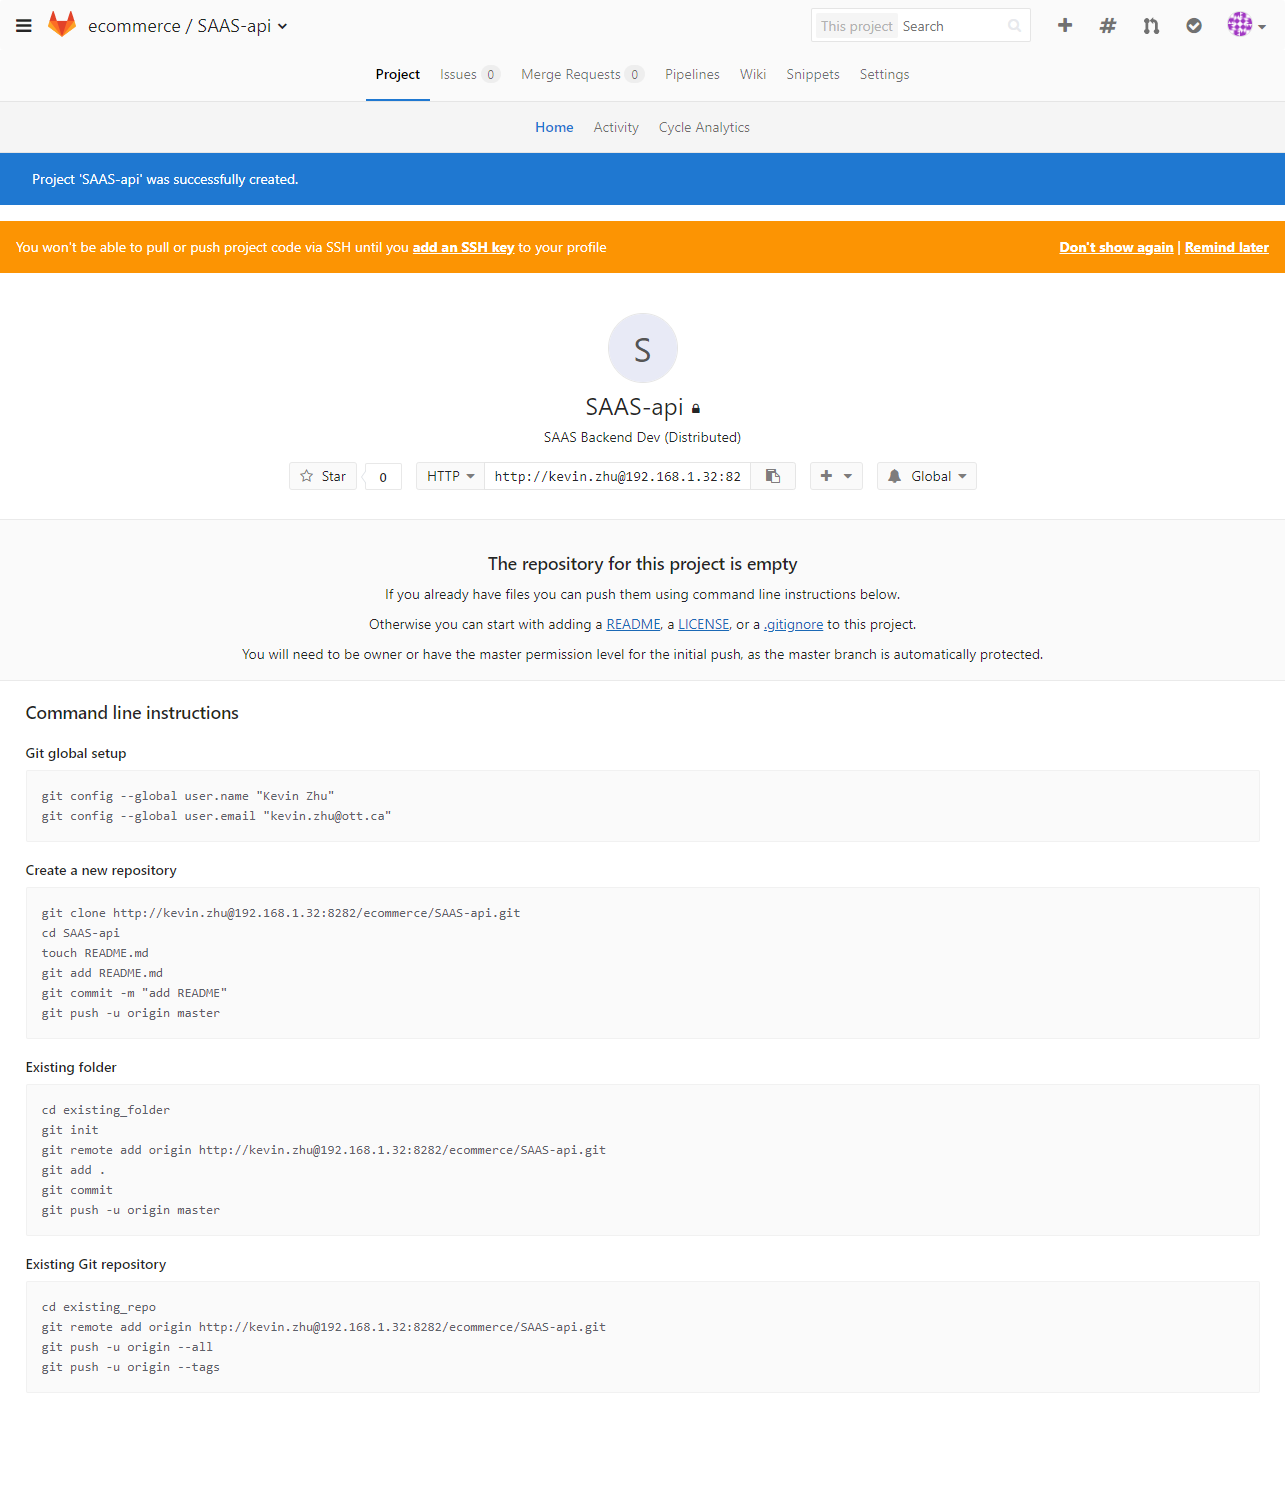 ecommerce / SAAS-api
This project Search
Project Issues 0 Merge Requests 0 Pipelines Wiki Snippets Settings
Home Activity Cycle Analytics
Project 'SAAS-api' was successfully created.
You won't be able to pull or push project code via SSH until you add an SSH key to your profile
Don't show again | Remind later
S
SAAS-api
SAAS Backend Dev (Distributed)
Star 0 HTTP http://kevin.zhu@192.168.1.32:82 Global
The repository for this project is empty
If you already have files you can push them using command line instructions below.
Otherwise you can start with adding a README, a LICENSE, or a .gitignore to this project.
You will need to be owner or have the master permission level for the initial push, as the master branch is automatically protected.
Command line instructions
Git global setup
git config --global user.name "Kevin Zhu"
git config --global user.email "kevin.zhu@ott.ca"
Create a new repository
git clone http://kevin.zhu@192.168.1.32:8282/ecommerce/SAAS-api.git
cd SAAS-api
touch README.md
git add README.md
git commit -m "add README"
git push -u origin master
Existing folder
cd existing_folder
git init
git remote add origin http://kevin.zhu@192.168.1.32:8282/ecommerce/SAAS-api.git
git add .
git commit
git push -u origin master
Existing Git repository
cd existing_repo
git remote add origin http://kevin.zhu@192.168.1.32:8282/ecommerce/SAAS-api.git
git push -u origin --all
git push -u origin --tags